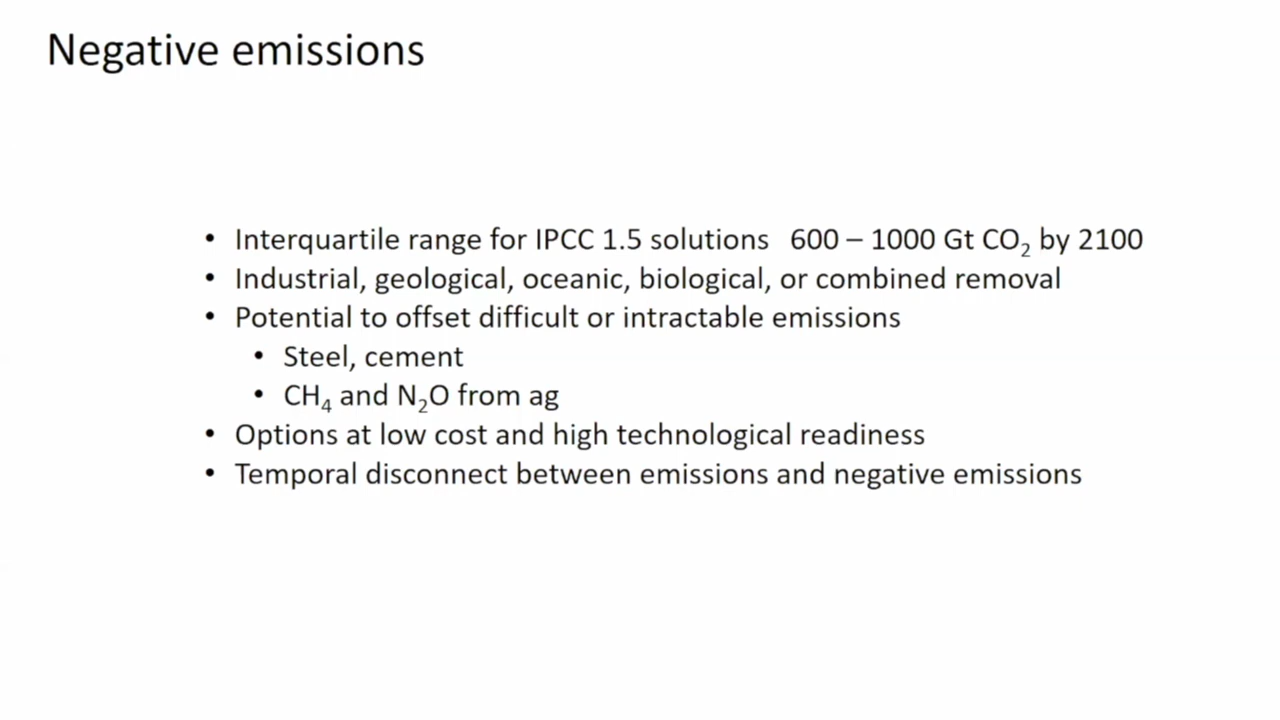 Negative emissions
• Interquartile range for IPCC 1.5 solutions 600 – 1000 Gt CO₂ by 2100
• Industrial, geological, oceanic, biological, or combined removal
• Potential to offset difficult or intractable emissions
• Steel, cement
• CH₄ and N₂O from ag
• Options at low cost and high technological readiness
• Temporal disconnect between emissions and negative emissions